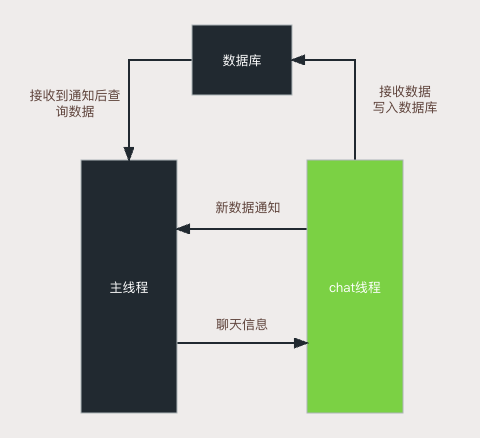 数据库
接收到通知后查
询数据
接收数据
写入数据库
新数据通知
主线程
chat线程
聊天信息